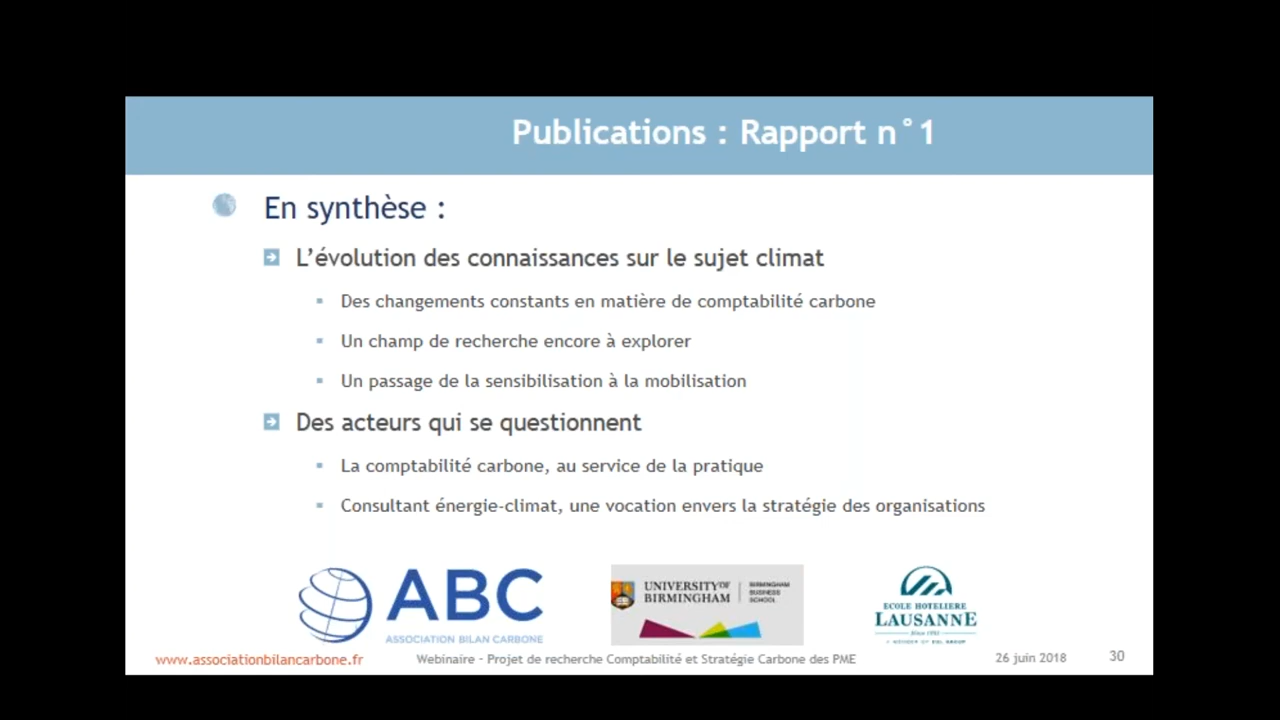 Publications : Rapport n°1
En synthèse :
L'évolution des connaissances sur le sujet climat
Des changements constants en matière de comptabilité carbone
Un champ de recherche encore à explorer
Un passage de la sensibilisation à la mobilisation
Des acteurs qui se questionnent
La comptabilité carbone, au service de la pratique
Consultant énergie-climat, une vocation envers la stratégie des organisations
ABC
ASSOCIATION BILAN CARBONE
UNIVERSITY OF
BIRMINGHAM
BIRMINGHAM
BUSINESS
SCHOOL
ECOLE HOTELIERE
LAUSANNE
www.associationbilancarbone.fr
Webinaire - Projet de recherche Comptabilité et Stratégie Carbone des PME
26 juin 2018
30